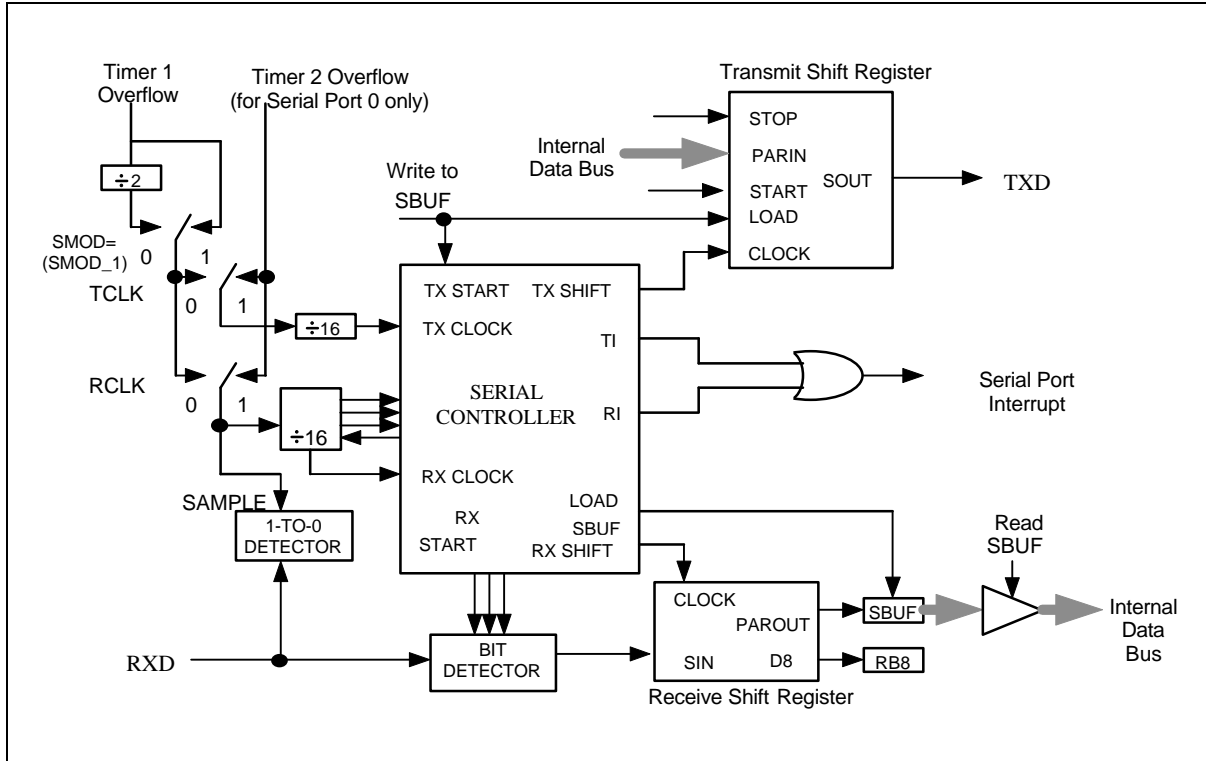 Timer 1
Overflow
Timer 2 Overflow
(for Serial Port 0 only)
÷2
SMOD=
(SMOD_1)
0
1
TCLK
0
1
RCLK
0
1
÷16
÷16
SAMPLE
1-TO-0
DETECTOR
RXD
Write to
SBUF
TX START
TX SHIFT
TX CLOCK
TI
SERIAL
CONTROLLER
RI
RX CLOCK
LOAD
SBUF
RX
START
RX SHIFT
BIT
DETECTOR
Transmit Shift Register
Internal
Data Bus
STOP
PARIN
START
SOUT
LOAD
CLOCK
TXD
Serial Port
Interrupt
CLOCK
PAROUT
SIN
D8
Receive Shift Register
SBUF
RB8
Read
SBUF
Internal
Data
Bus